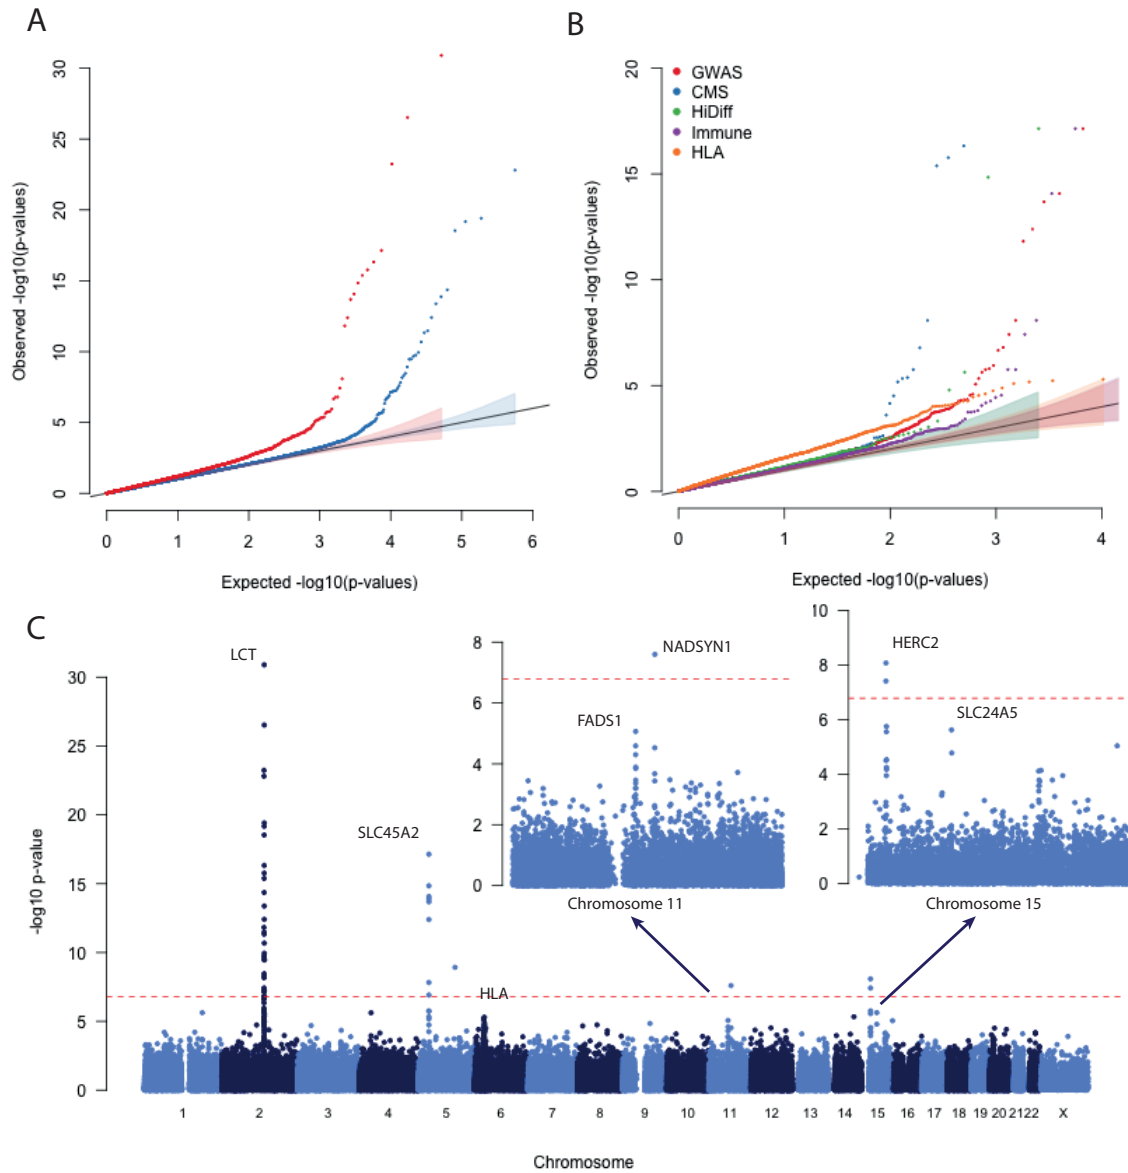 A
30
25
20
15
10
5
0
Observed -log10(p-values)
0 1 2 3 4 5 6
Expected -log10(p-values)
B
20
15
10
5
0
Observed -log10(p-values)
GWAS
CMS
HiDiff
Immune
HLA
0 1 2 3 4
Expected -log10(p-values)
C
30
25
20
15
10
5
0
-log10 p-value
LCT
SLC45A2
HLA
8
6
4
2
0
NADSYN1
FADS1
Chromosome 11
10
8
6
4
2
0
HERC2
SLC24A5
Chromosome 15
1 2 3 4 5 6 7 8 9 10 11 12 13 14 15 16 17 18 19 20 21 22 X
Chromosome